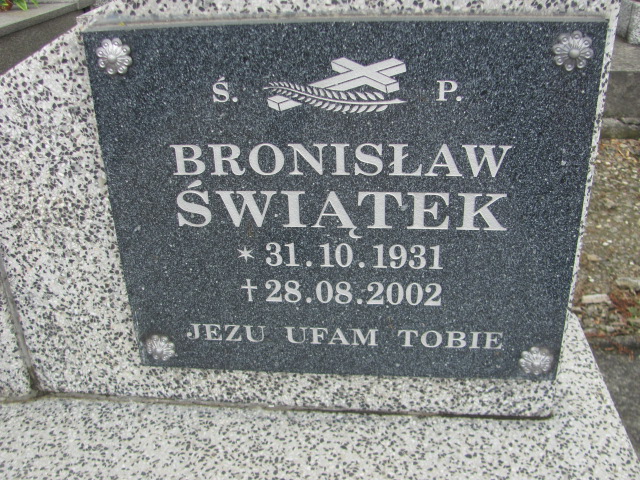 Ś. P.
BRONISŁAW
ŚWIĄTEK
* 31.10.1931
† 28.08.2002
JEZU UFAM TOBIE